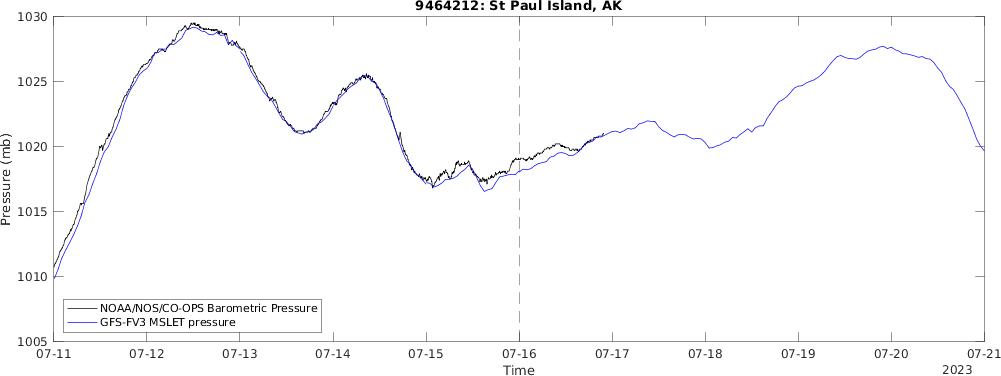 9464212: St Paul Island, AK
Pressure (mb)
1030
1025
1020
1015
1010
1005
NOAA/NOS/CO-OPS Barometric Pressure
GFS-FV3 MSLET pressure
07-11 07-12 07-13 07-14 07-15 07-16 07-17 07-18 07-19 07-20 07-21
Time
2023